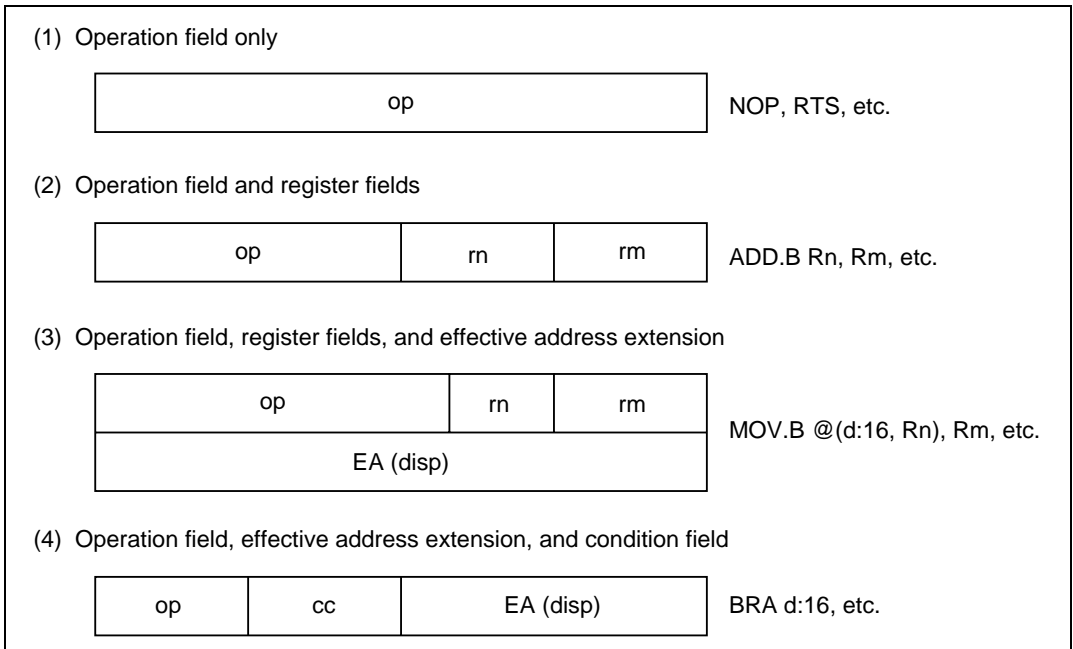 (1) Operation field only
op
NOP, RTS, etc.
(2) Operation field and register fields
op rn rm
ADD.B Rn, Rm, etc.
(3) Operation field, register fields, and effective address extension
op rn rm
MOV.B @(d:16, Rn), Rm, etc.
EA (disp)
(4) Operation field, effective address extension, and condition field
op cc EA (disp)
BRA d:16, etc.